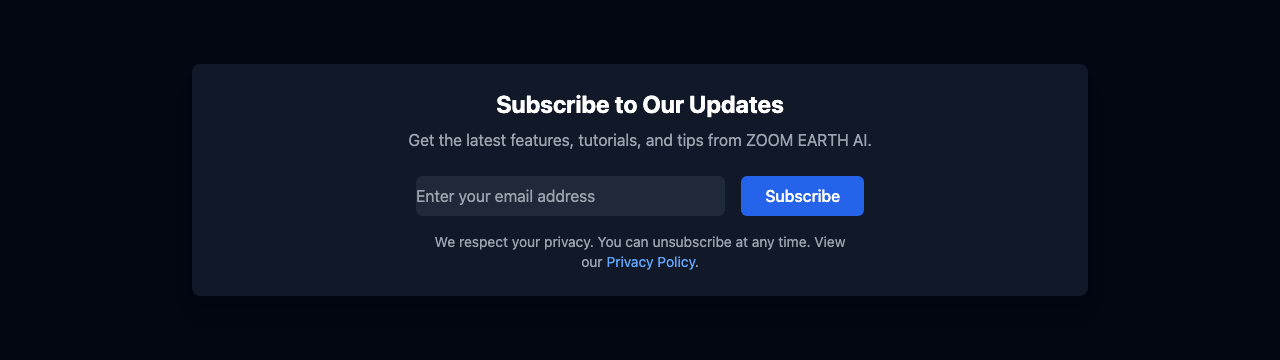 Subscribe to Our Updates
Get the latest features, tutorials, and tips from ZOOM EARTH AI.
Enter your email address
Subscribe
We respect your privacy. You can unsubscribe at any time. View
our Privacy Policy.